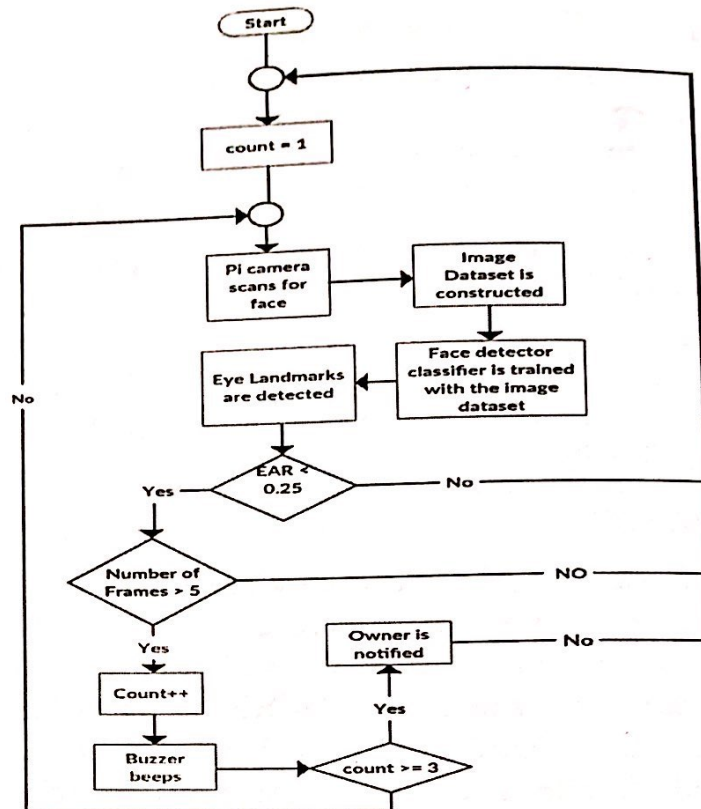 Start
count = 1
Pi camera
scans for
face
Image
Dataset is
constructed
Face detector
classifier is trained
with the image
dataset
Eye Landmarks
are detected
No
EAR <
0.25
Yes
No
Number of
Frames > 5
NO
Yes
Owner is
notified
No
Count++
Yes
Buzzer
beeps
count >= 3